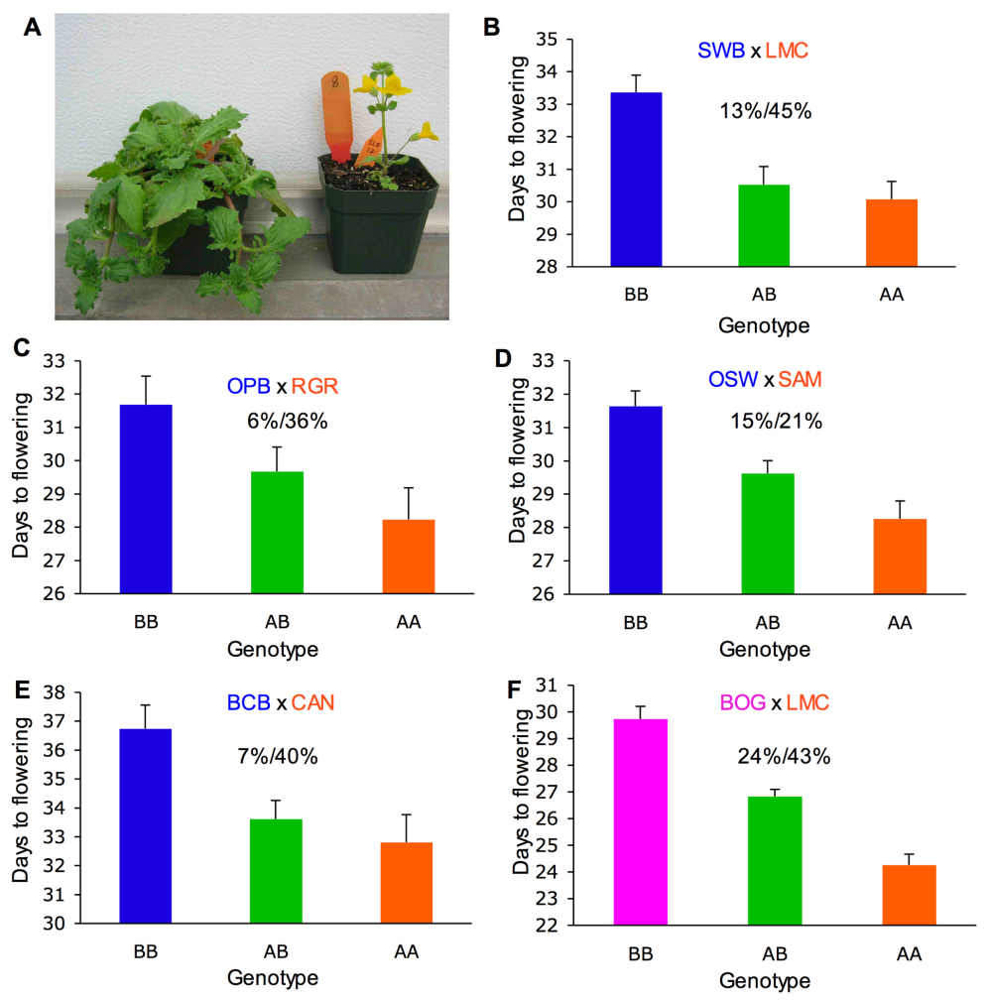 A
8
B
SWB x LMC
13%/45%
Days to flowering
35
34
33
32
31
30
29
28
BB
AB
AA
Genotype
C
OPB x RGR
6%/36%
Days to flowering
33
32
31
30
29
28
27
26
BB
AB
AA
Genotype
D
OSW x SAM
15%/21%
Days to flowering
33
32
31
30
29
28
27
26
BB
AB
AA
Genotype
E
BCB x CAN
7%/40%
Days to flowering
38
37
36
35
34
33
32
31
30
BB
AB
AA
Genotype
F
BOG x LMC
24%/43%
Days to flowering
31
30
29
28
27
26
25
24
23
22
BB
AB
AA
Genotype